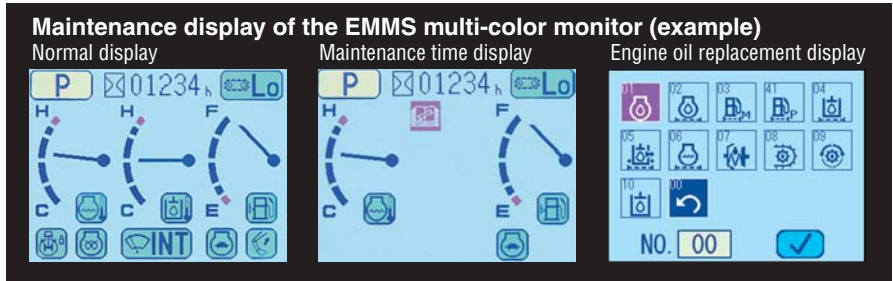 Maintenance display of the EMMS multi-color monitor (example)
Normal display Maintenance time display Engine oil replacement display
P 01234 h Lo
H H F
C C E
INT
P 01234 h Lo
H F
C E
01 02 03 41 04
M P
05 06 07 08 09
10 00
NO. 00